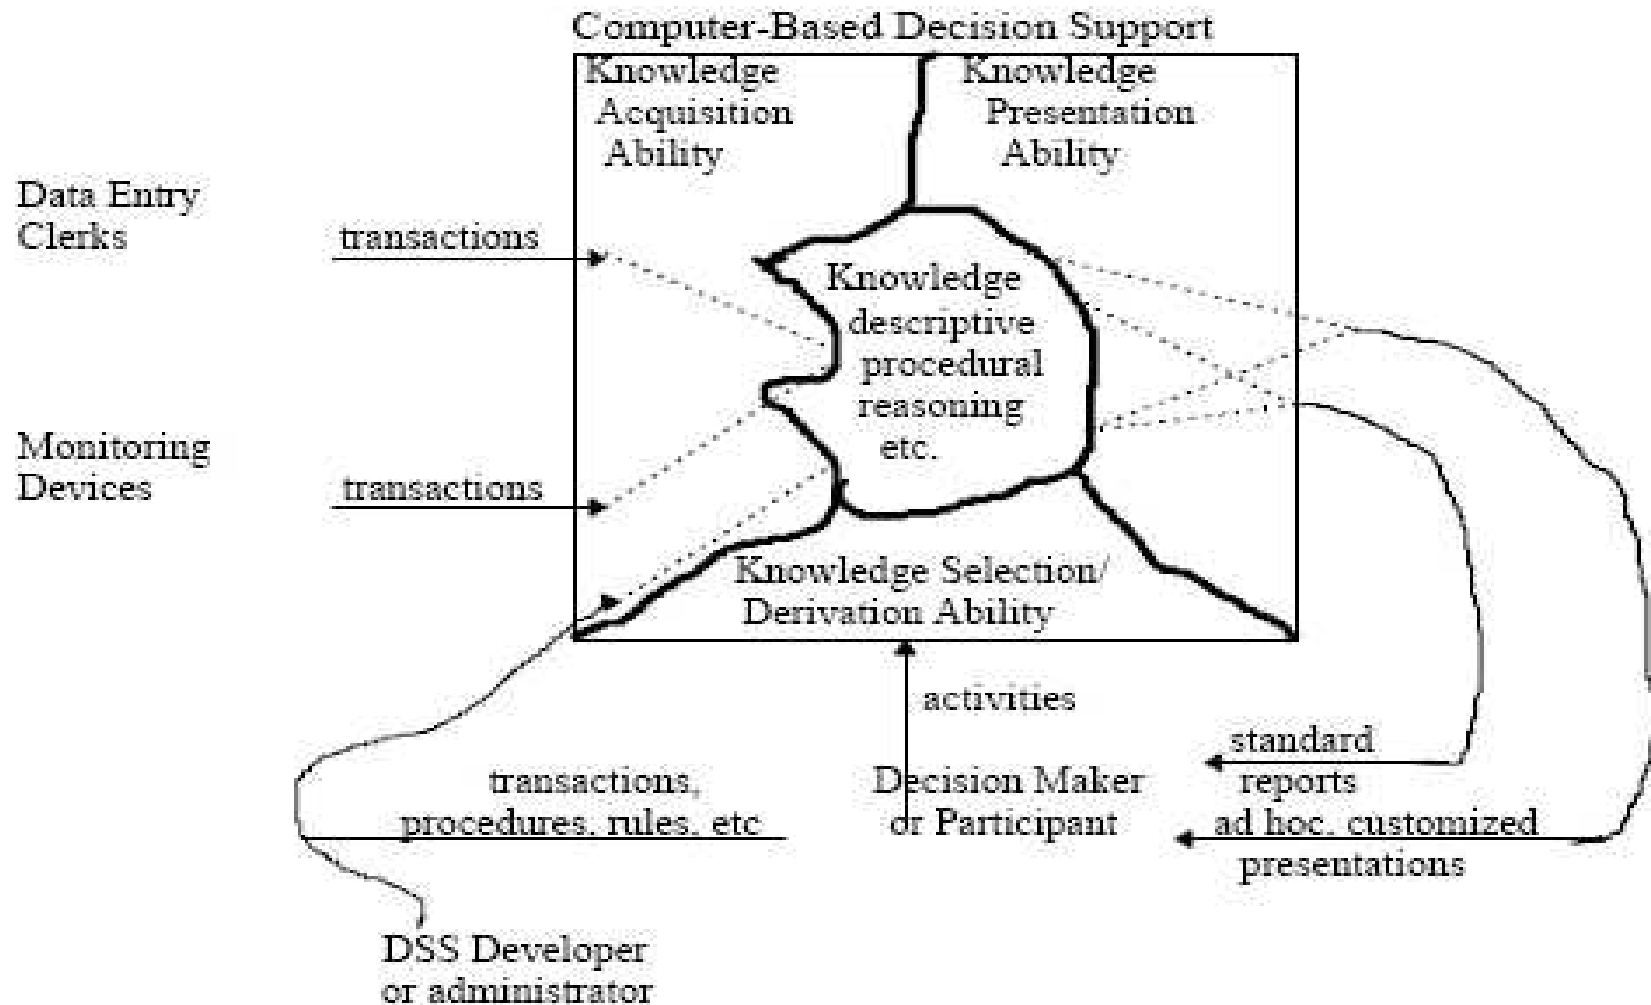 Computer-Based Decision Support
Knowledge
Acquisition
Ability
Knowledge
Presentation
Ability
Data Entry
Clerks
transactions
Knowledge
descriptive
procedural
reasoning
etc.
Monitoring
Devices
transactions
Knowledge Selection/
Derivation Ability
activities
standard
reports
transactions,
procedures, rules, etc
Decision Maker
or Participant
ad hoc, customized
presentations
DSS Developer
or administrator